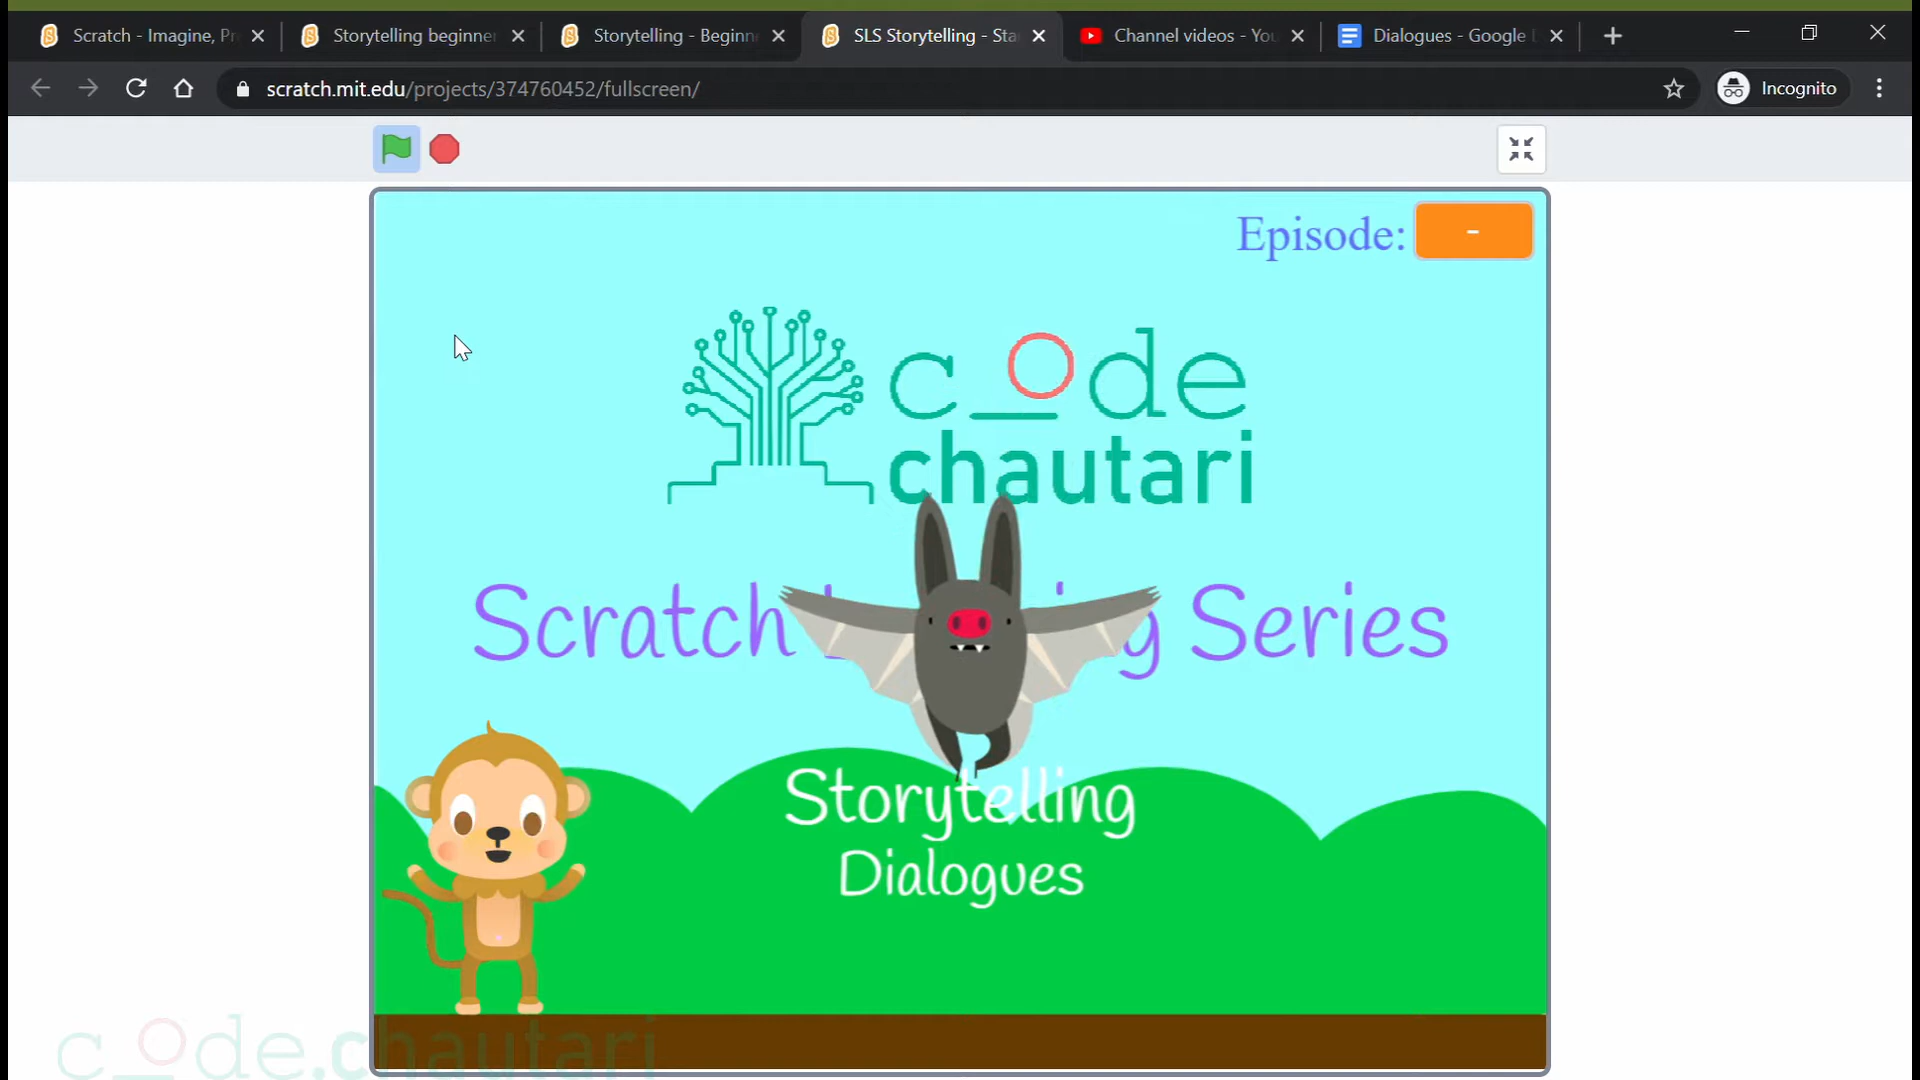 Scratch - Imagine, Pr
Storytelling beginner
Storytelling - Beginn
SLS Storytelling - Sta
Channel videos - You
Dialogues - Google
scratch.mit.edu/projects/374760452/fullscreen/
Incognito
Episode: -
c_ode
chautari
Scratch Series
Storytelling
Dialogues
c_ode.chautari